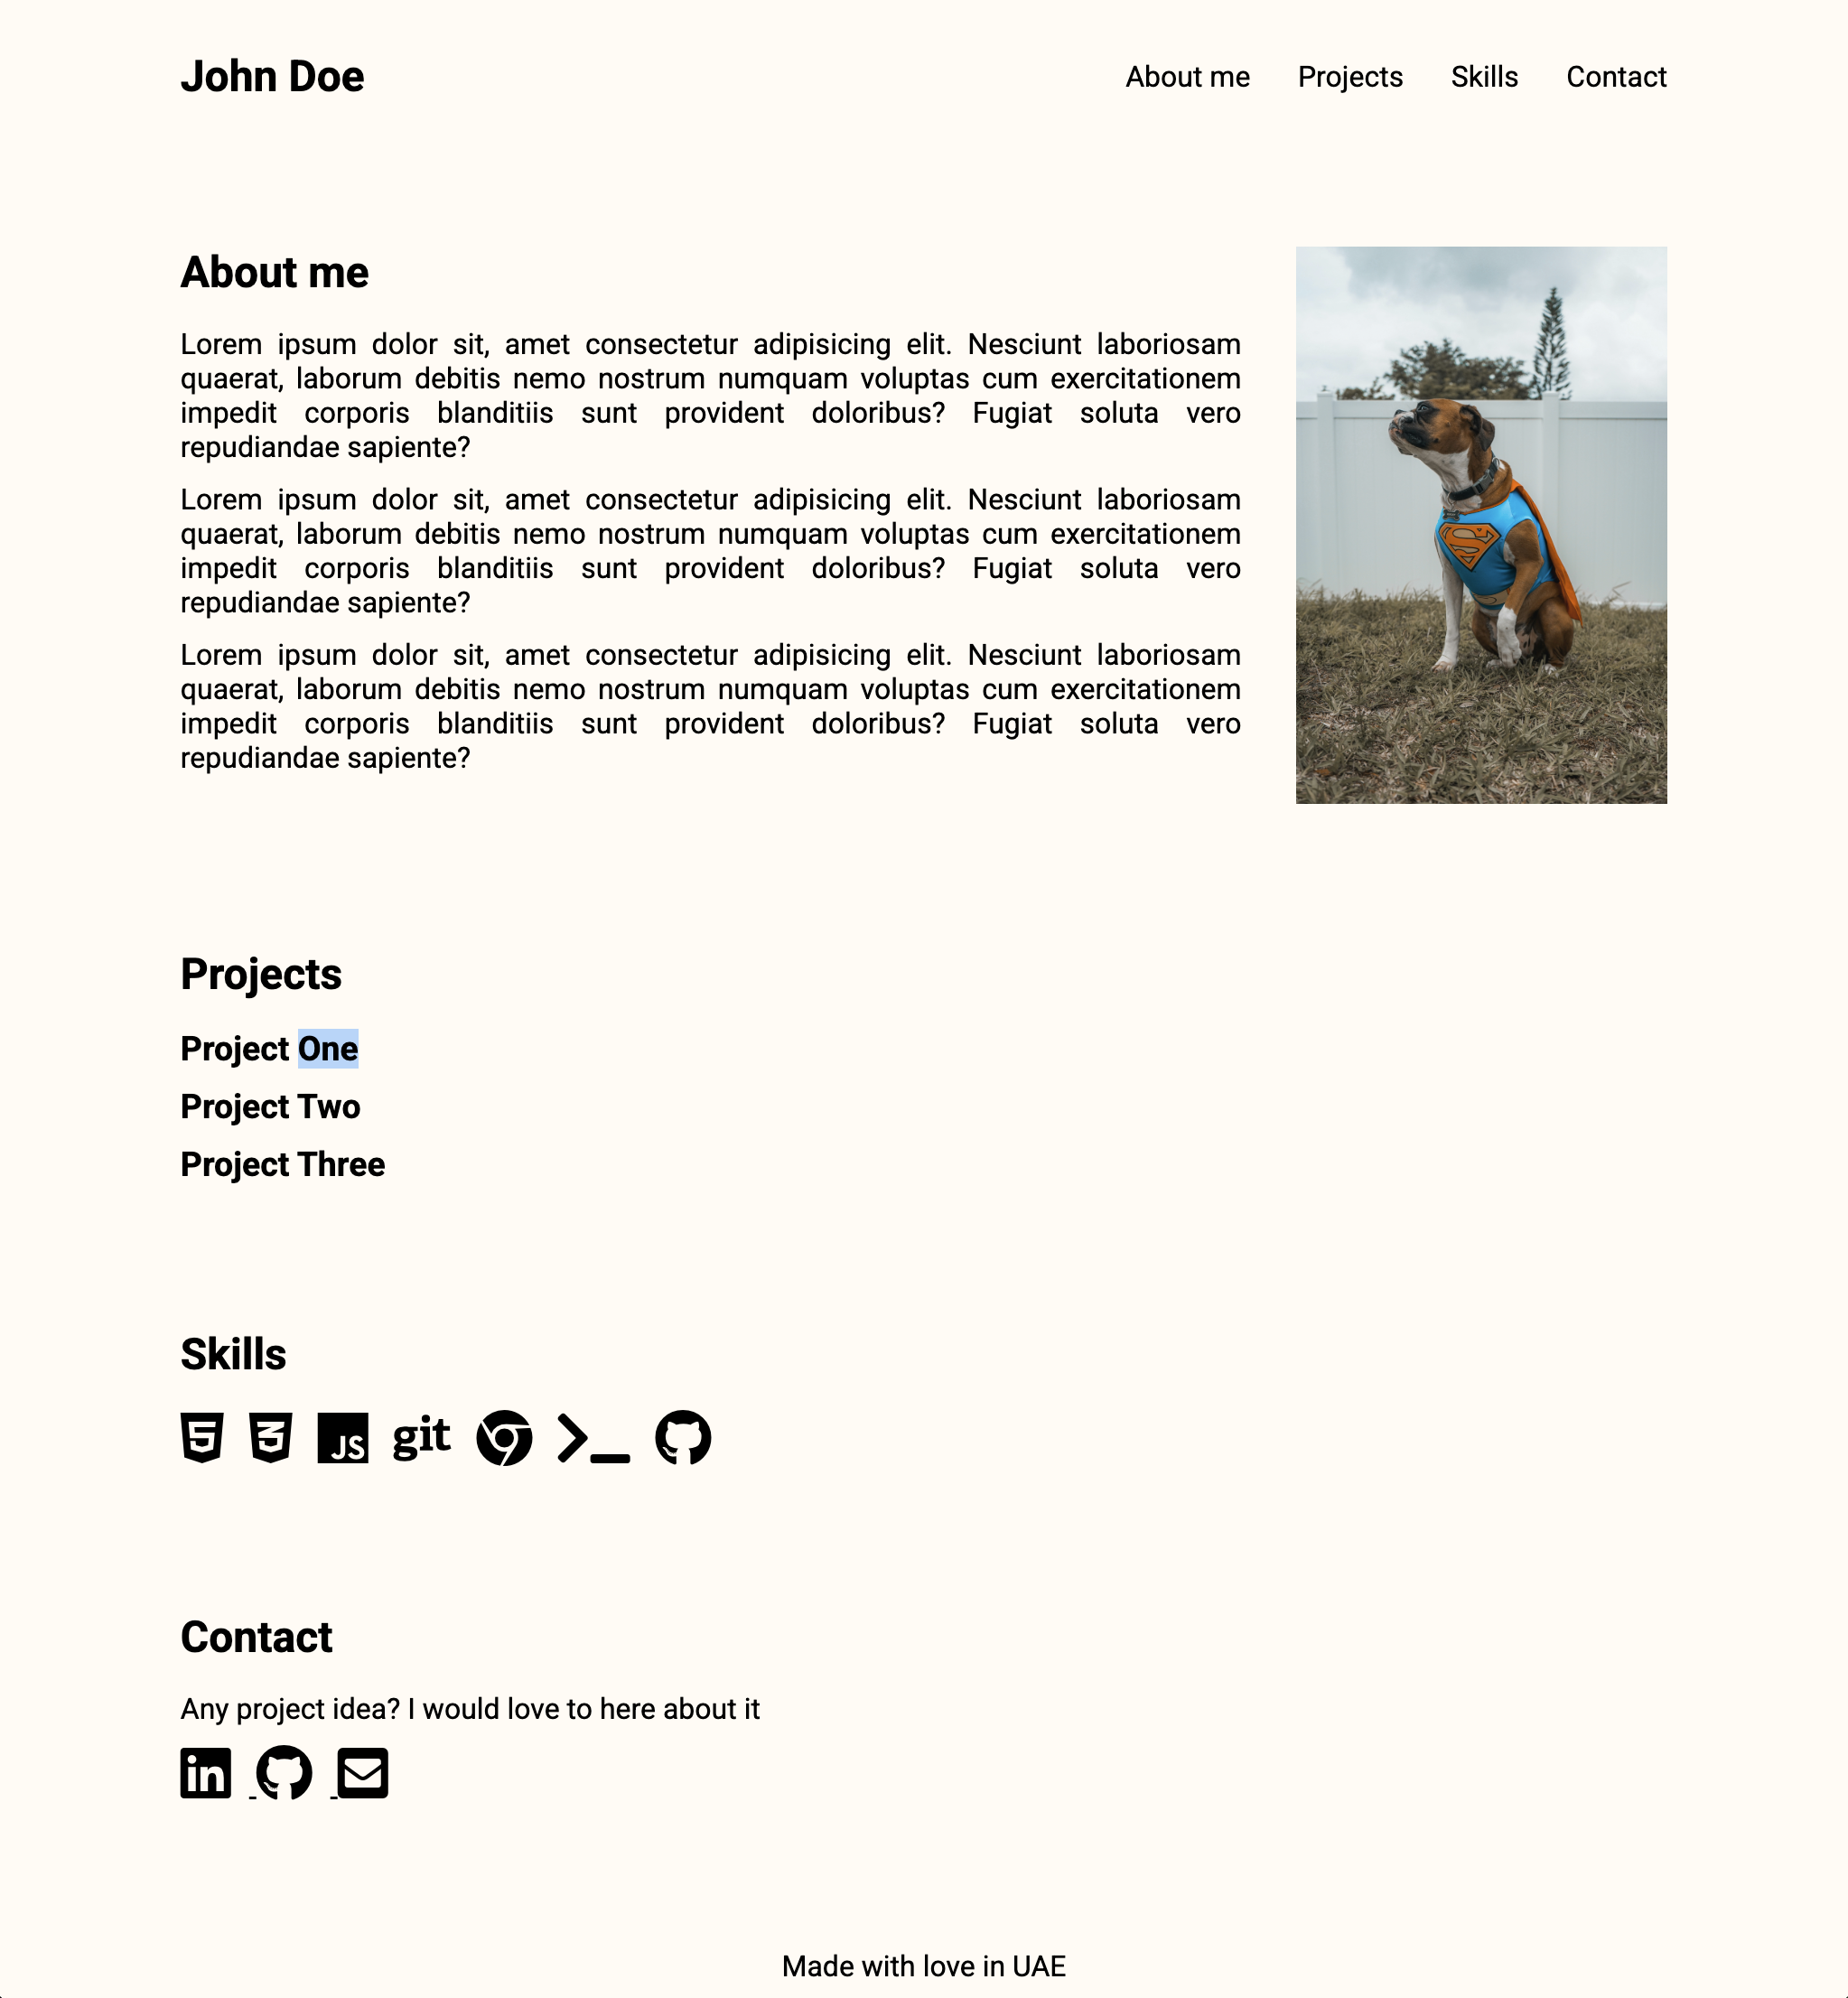 John Doe
About me Projects Skills Contact
About me
Lorem ipsum dolor sit, amet consectetur adipisicing elit. Nesciunt laboriosam
quaerat, laborum debitis nemo nostrum numquam voluptas cum exercitationem
impedit corporis blanditiis sunt provident doloribus? Fugiat soluta vero
repudiandae sapiente?
Lorem ipsum dolor sit, amet consectetur adipisicing elit. Nesciunt laboriosam
quaerat, laborum debitis nemo nostrum numquam voluptas cum exercitationem
impedit corporis blanditiis sunt provident doloribus? Fugiat soluta vero
repudiandae sapiente?
Lorem ipsum dolor sit, amet consectetur adipisicing elit. Nesciunt laboriosam
quaerat, laborum debitis nemo nostrum numquam voluptas cum exercitationem
impedit corporis blanditiis sunt provident doloribus? Fugiat soluta vero
repudiandae sapiente?
S
Projects
Project One
Project Two
Project Three
Skills
5 3 JS git
Contact
Any project idea? I would love to here about it
in
Made with love in UAE